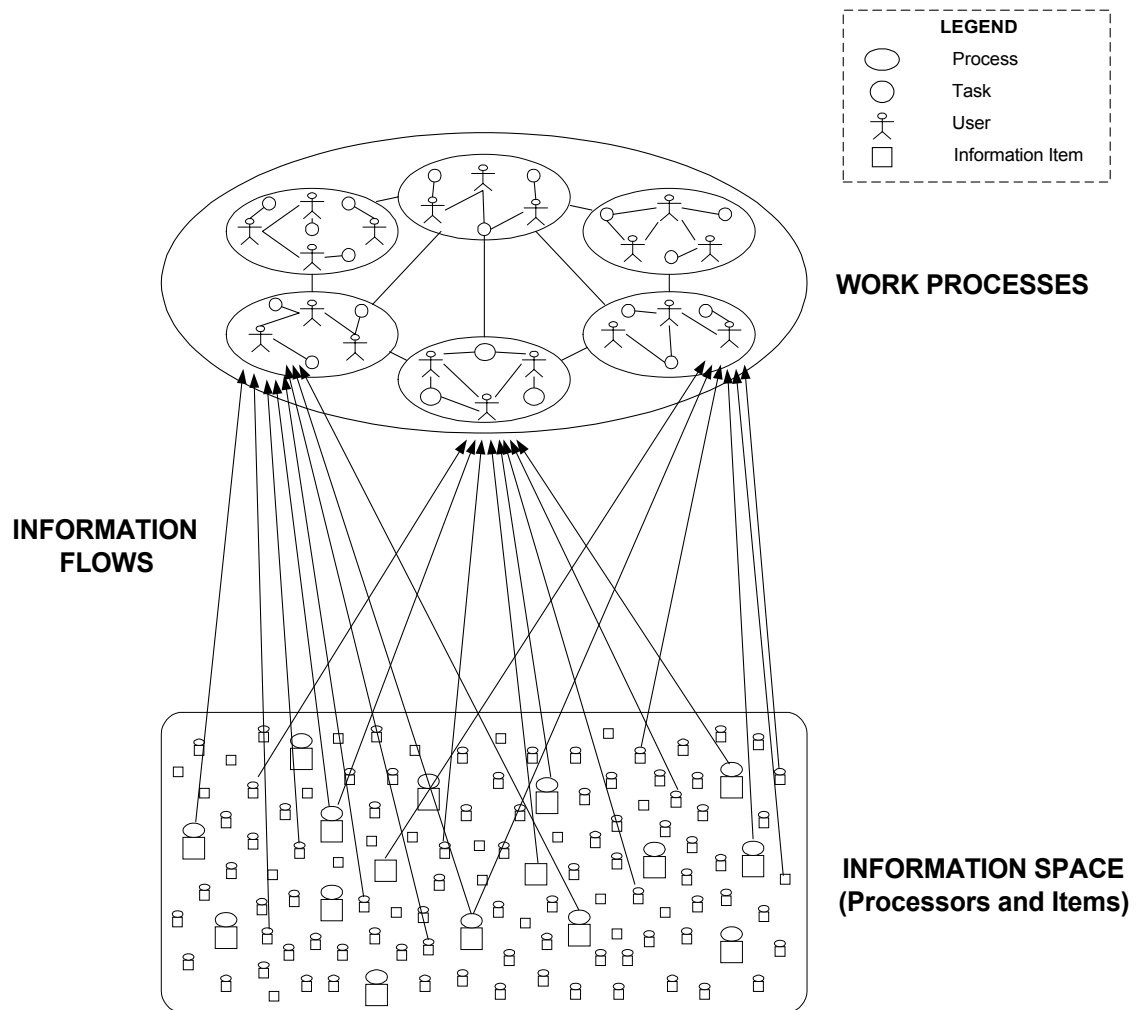 LEGEND
Process
Task
User
Information Item
WORK PROCESSES
INFORMATION
FLOWS
INFORMATION SPACE
(Processors and Items)